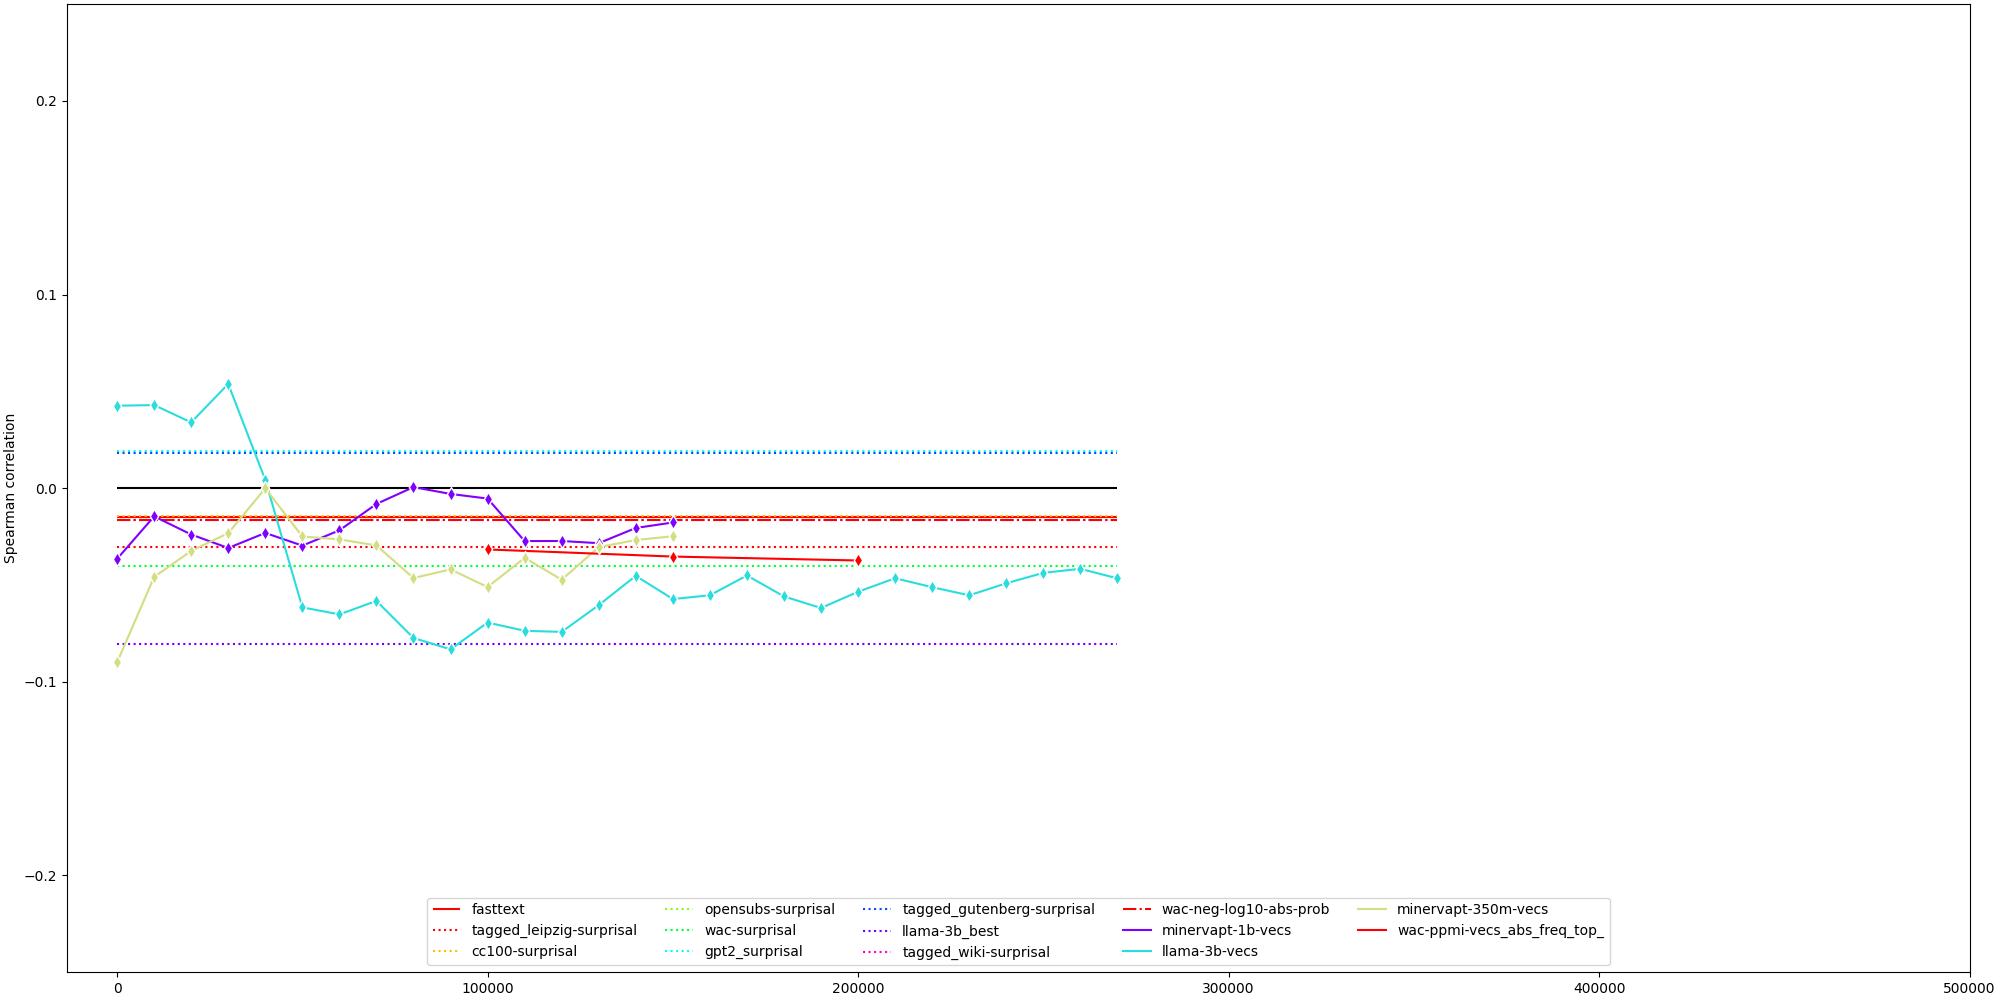 0.2
0.1
0.0
−0.1
−0.2
Spearman correlation
fasttext
tagged_leipzig-surprisal
cc100-surprisal
opensubs-surprisal
wac-surprisal
gpt2_surprisal
tagged_gutenberg-surprisal
llama-3b_best
tagged_wiki-surprisal
wac-neg-log10-abs-prob
minervapt-1b-vecs
llama-3b-vecs
minervapt-350m-vecs
wac-ppmi-vecs_abs_freq_top_
0 100000 200000 300000 400000 500000